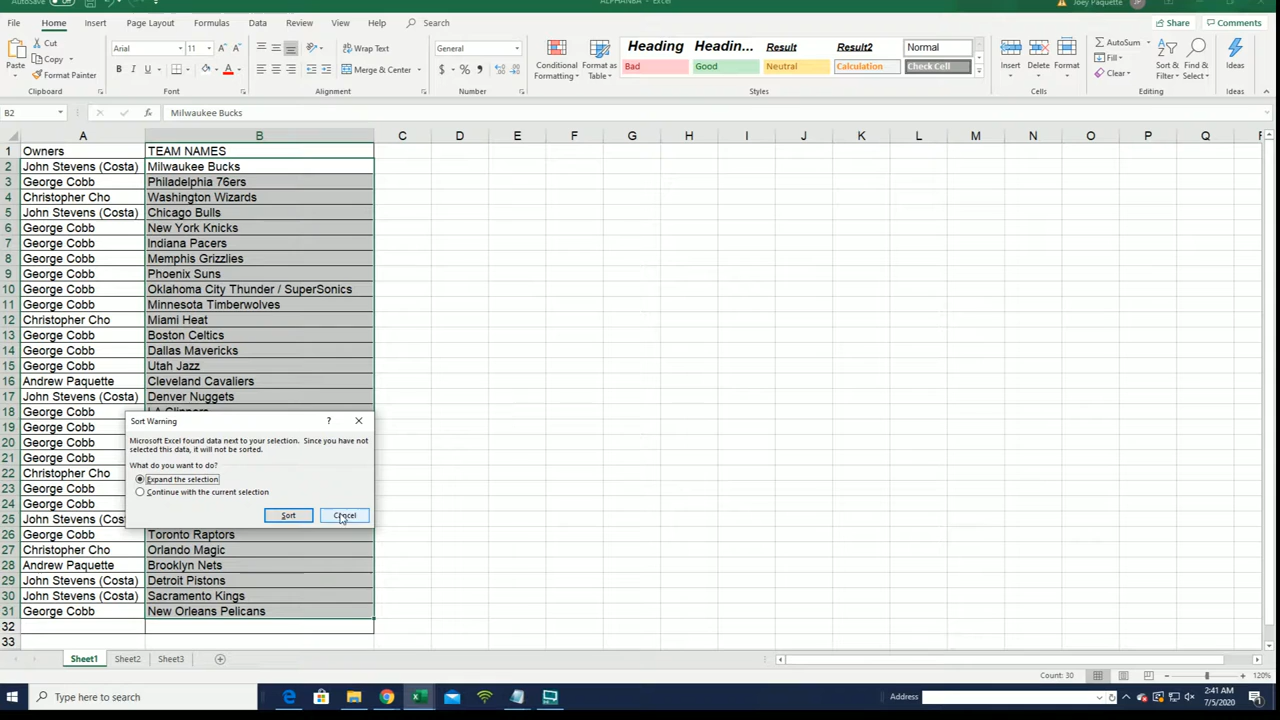 AutoSave Off ALPHANBA - Excel Joey Paquette JP
File Home Insert Page Layout Formulas Data Review View Help Search Share Comments
Paste Cut Copy Format Painter Clipboard
Arial 11 A A B I U A Font
Wrap Text Merge & Center Alignment
General $ % , Number
Conditional Formatting Format as Table
Heading Headin... Result Result2 Normal
Bad Good Neutral Calculation Check Cell
Styles
Insert Delete Format Cells
AutoSum Fill Clear Sort & Filter Find & Select Editing
Ideas Ideas
B2 fx Milwaukee Bucks
A B C D E F G H I J K L M N O P Q
1 Owners TEAM NAMES
2 John Stevens (Costa) Milwaukee Bucks
3 George Cobb Philadelphia 76ers
4 Christopher Cho Washington Wizards
5 John Stevens (Costa) Chicago Bulls
6 George Cobb New York Knicks
7 George Cobb Indiana Pacers
8 George Cobb Memphis Grizzlies
9 George Cobb Phoenix Suns
10 George Cobb Oklahoma City Thunder / SuperSonics
11 George Cobb Minnesota Timberwolves
12 Christopher Cho Miami Heat
13 George Cobb Boston Celtics
14 George Cobb Dallas Mavericks
15 George Cobb Utah Jazz
16 Andrew Paquette Cleveland Cavaliers
17 John Stevens (Costa) Denver Nuggets
18 George Cobb LA Clippers
19 George Cobb
20 George Cobb
21 George Cobb
22 Christopher Cho
23 George Cobb
24 George Cobb
25 John Stevens (Cost
26 George Cobb Toronto Raptors
27 Christopher Cho Orlando Magic
28 Andrew Paquette Brooklyn Nets
29 John Stevens (Costa) Detroit Pistons
30 John Stevens (Costa) Sacramento Kings
31 George Cobb New Orleans Pelicans
32
33
Sort Warning ?
Microsoft Excel found data next to your selection. Since you have not
selected this data, it will not be sorted.
What do you want to do?
Expand the selection
Continue with the current selection
Sort Cancel
Sheet1 Sheet2 Sheet3
Count: 30 120%
Type here to search Address 2:41 AM
7/5/2020